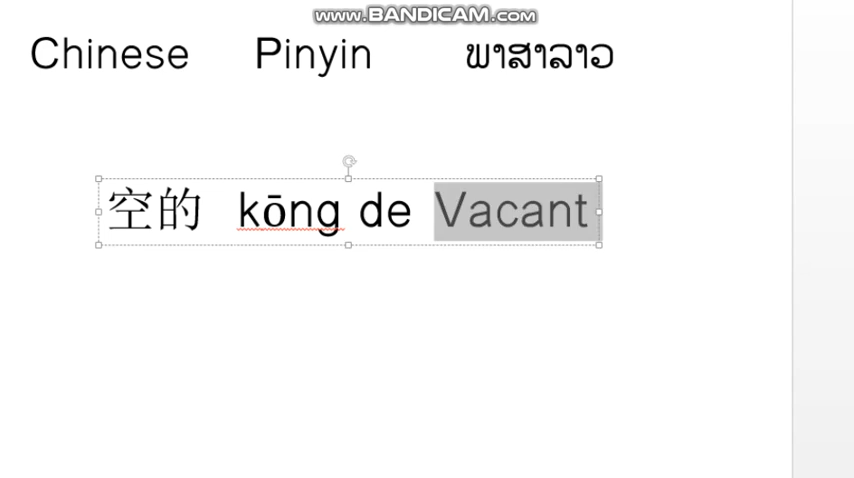 www.BANDICAM.com
Chinese Pinyin ພາສາລາວ
空的 kōng de Vacant